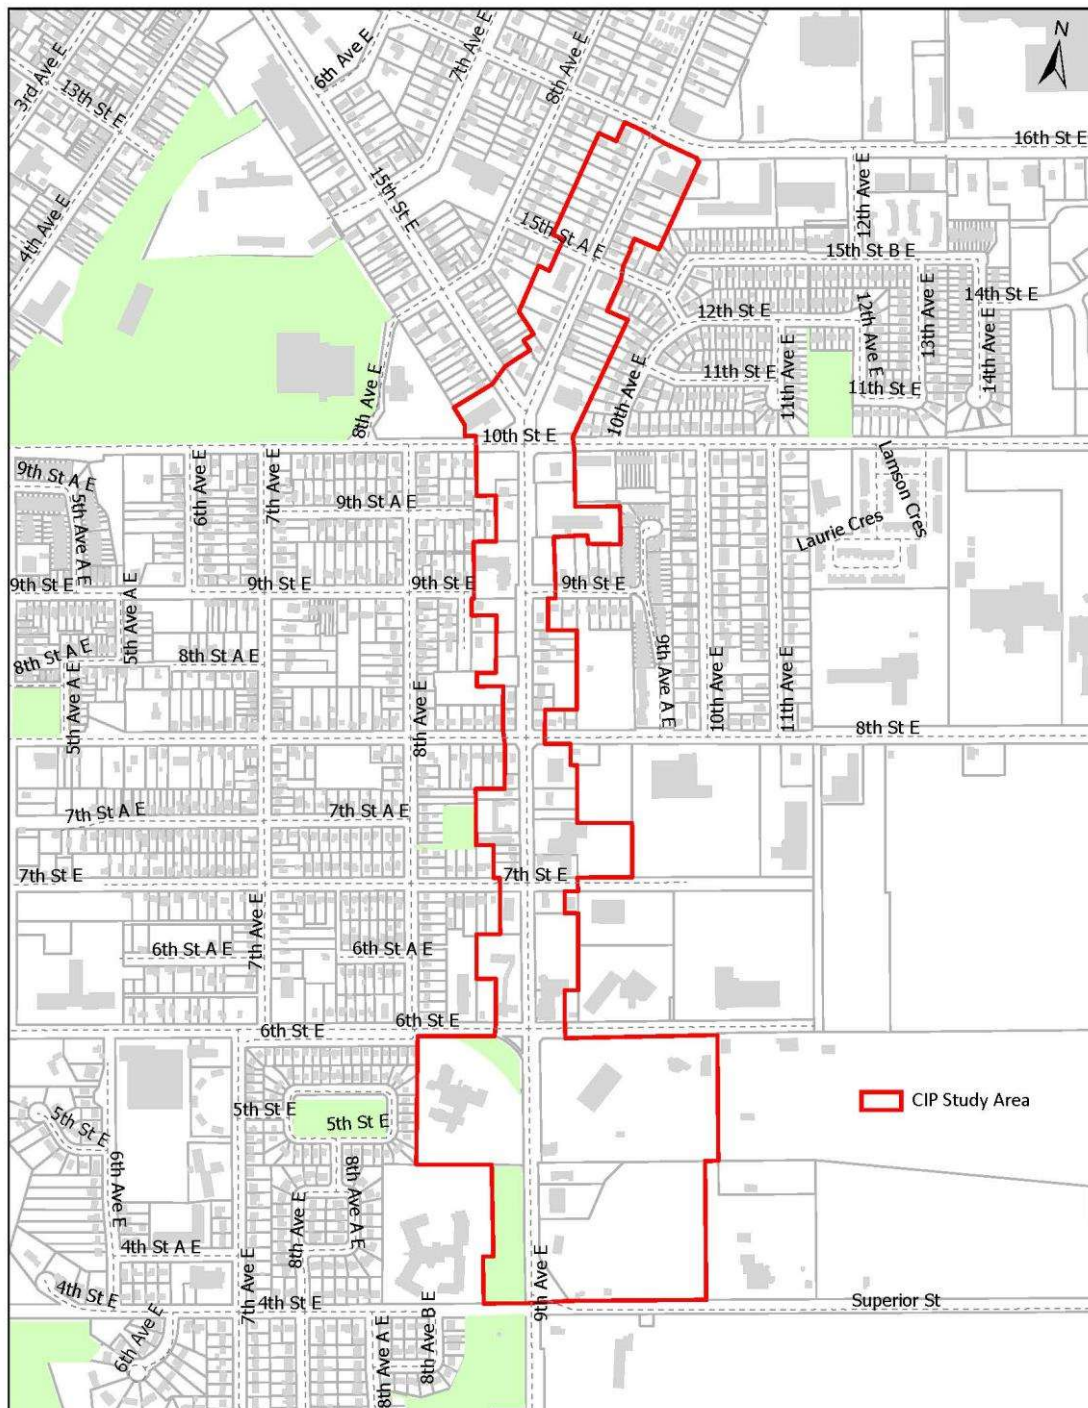 N
3rd Ave E
13th St E
6th Ave E
7th Ave E
8th Ave E
16th St E
4th Ave E
15th St E
15th St A E
12th Ave E
15th St B E
12th St E
12th Ave E
13th Ave E
14th St E
14th Ave E
11th St E
11th Ave E
11th St E
10th Ave E
8th Ave E
10th St E
9th St A E
5th Ave A E
6th Ave E
7th Ave E
9th St A E
Lamson Cres
Laurie Cres
9th St E
5th Ave A E
9th St E
9th St E
9th St E
8th St A E
5th Ave A E
8th St A E
8th Ave E
9th Ave A E
10th Ave E
11th Ave E
8th St E
7th St A E
7th St A E
7th St E
7th St E
7th Ave E
6th St A E
6th St A E
6th St E
6th St E
CIP Study Area
5th St E
5th St E
5th St E
6th Ave E
8th Ave A E
8th Ave E
4th St A E
7th Ave E
4th St E
4th St E
9th Ave E
Superior St
6th Ave E
8th Ave A E
8th Ave B E